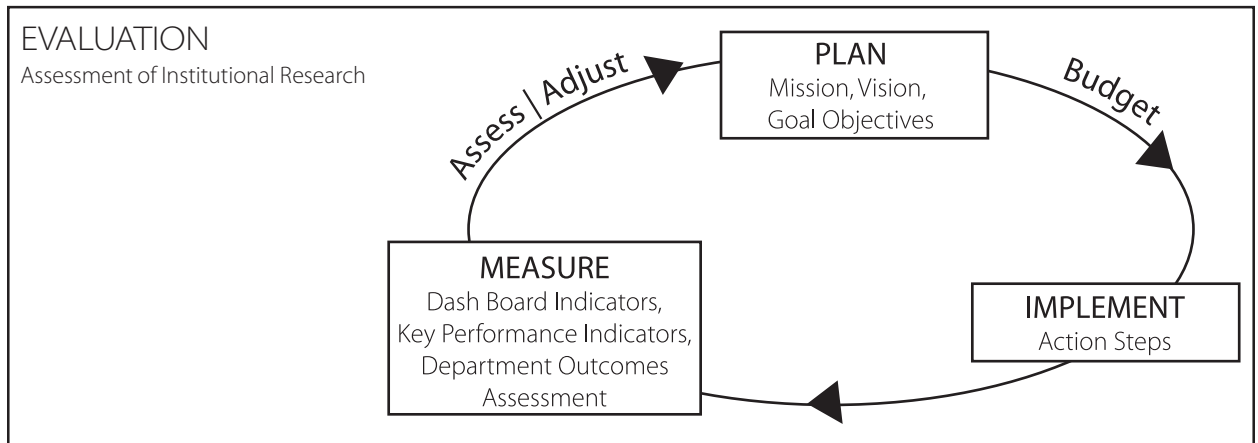 EVALUATION
Assessment of Institutional Research
Assess | Adjust
PLAN
Mission, Vision,
Goal Objectives
Budget
MEASURE
Dash Board Indicators,
Key Performance Indicators,
Department Outcomes
Assessment
IMPLEMENT
Action Steps